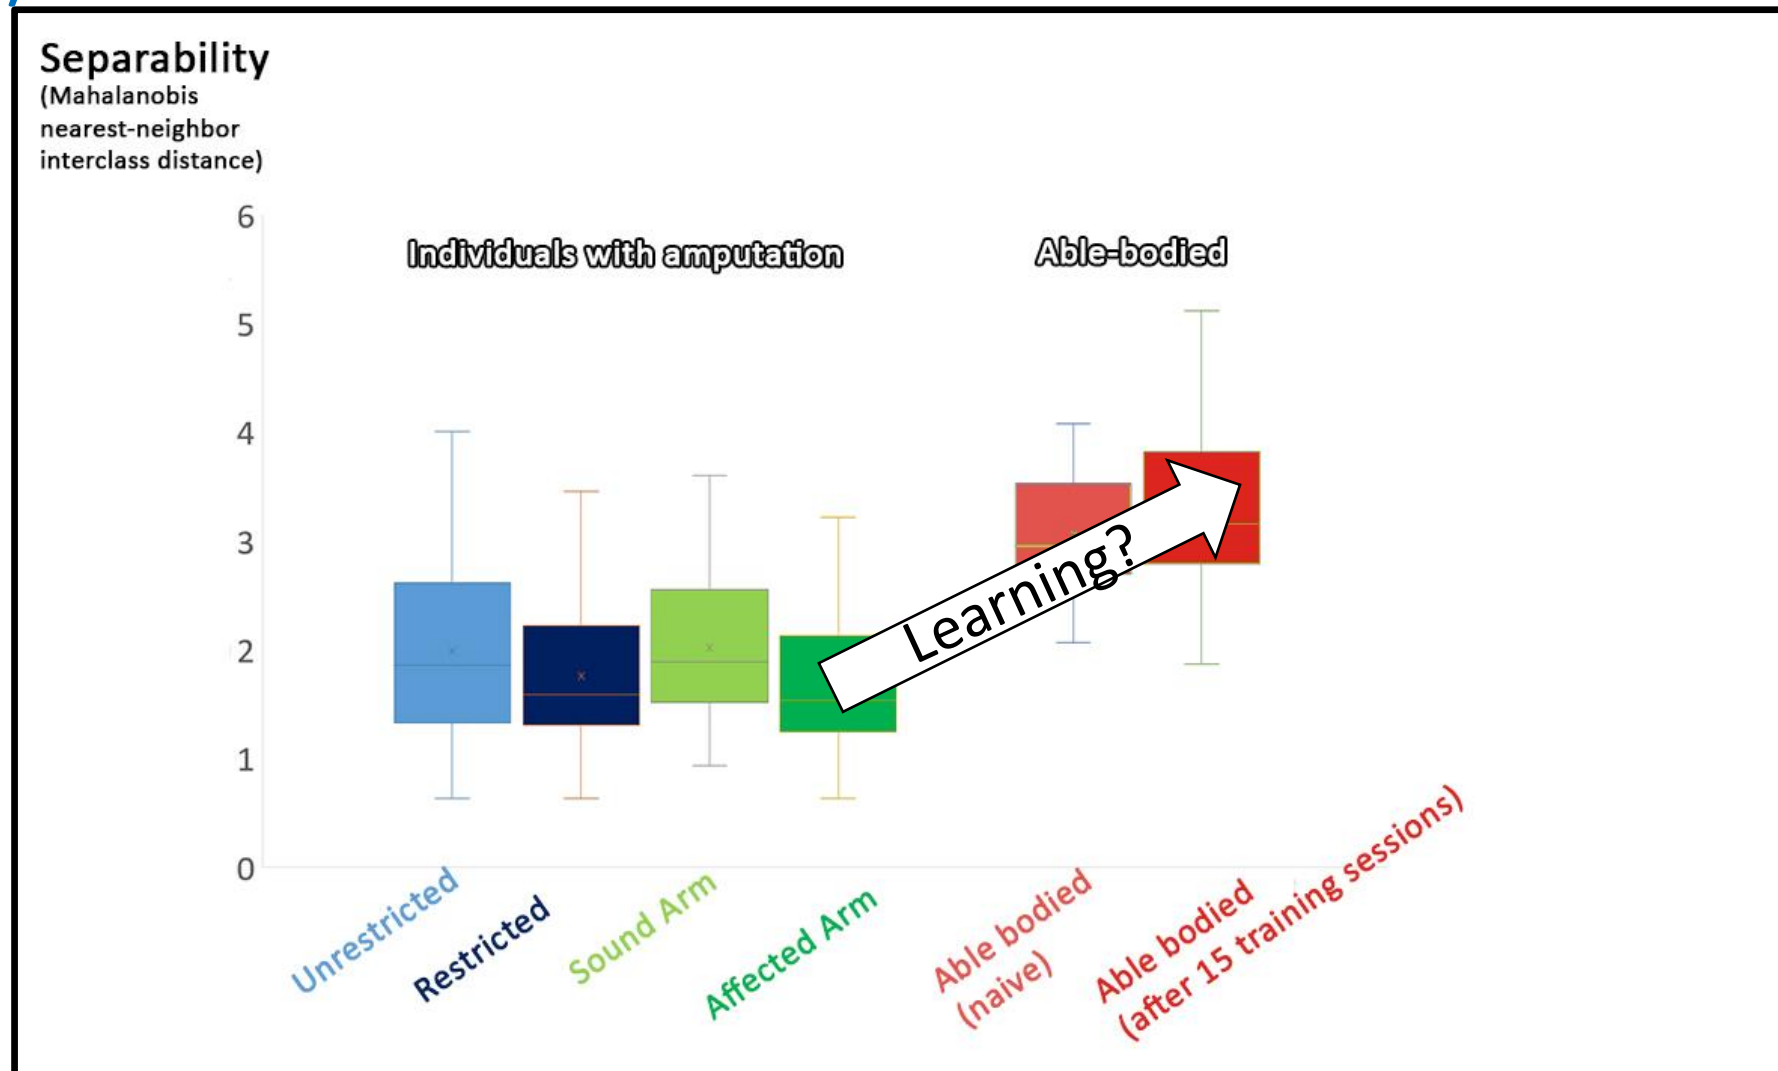 Separability
(Mahalanobis
nearest-neighbor
interclass distance)
6
Individuals with amputation
Able-bodied
5
4
3
2
1
0
Learning?
Unrestricted
Restricted
Sound Arm
Affected Arm
Able bodied
(naive)
Able bodied
(after 15 training sessions)